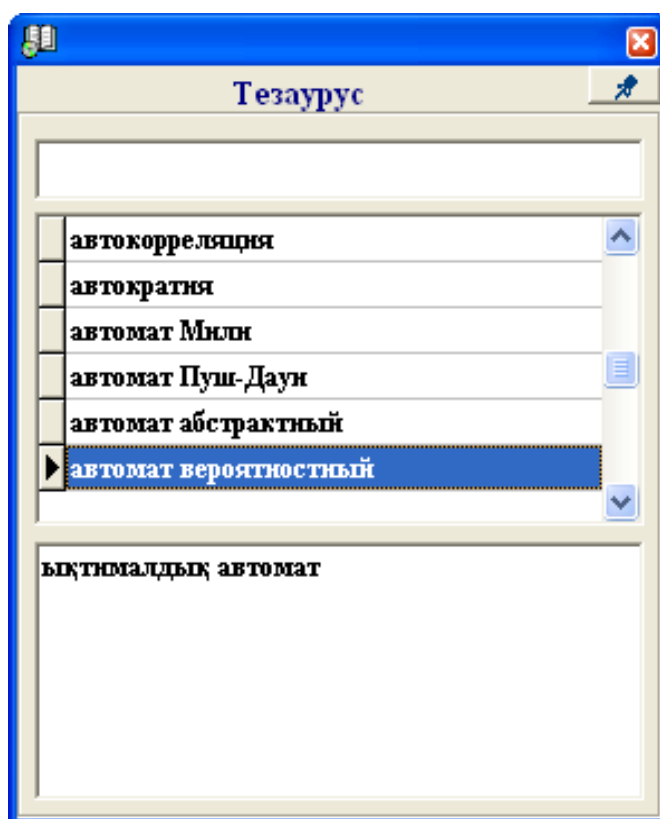 Тезаурус
автокорреляция
автократия
автомат Мили
автомат Пуш-Даун
автомат абстрактный
автомат вероятностный
ықтималдық автомат